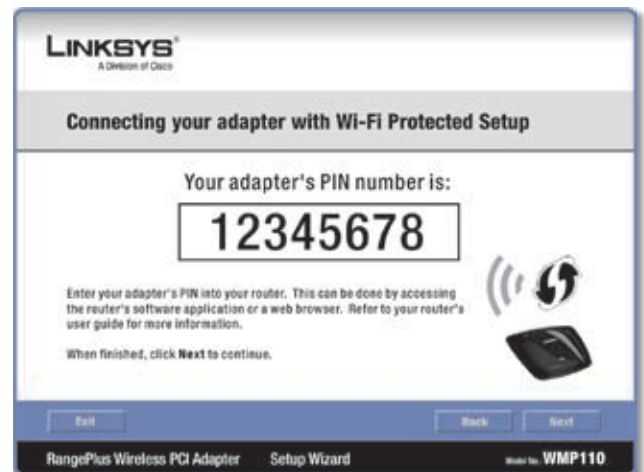 LINKSYS®
A Division of Cisco
Connecting your adapter with Wi-Fi Protected Setup
Your adapter's PIN number is:
12345678
Enter your adapter's PIN into your router. This can be done by accessing
the router's software application or a web browser. Refer to your router's
user guide for more information.
When finished, click Next to continue.
Exit
Back
Next
RangePlus Wireless PCI Adapter Setup Wizard Model No. WMP110